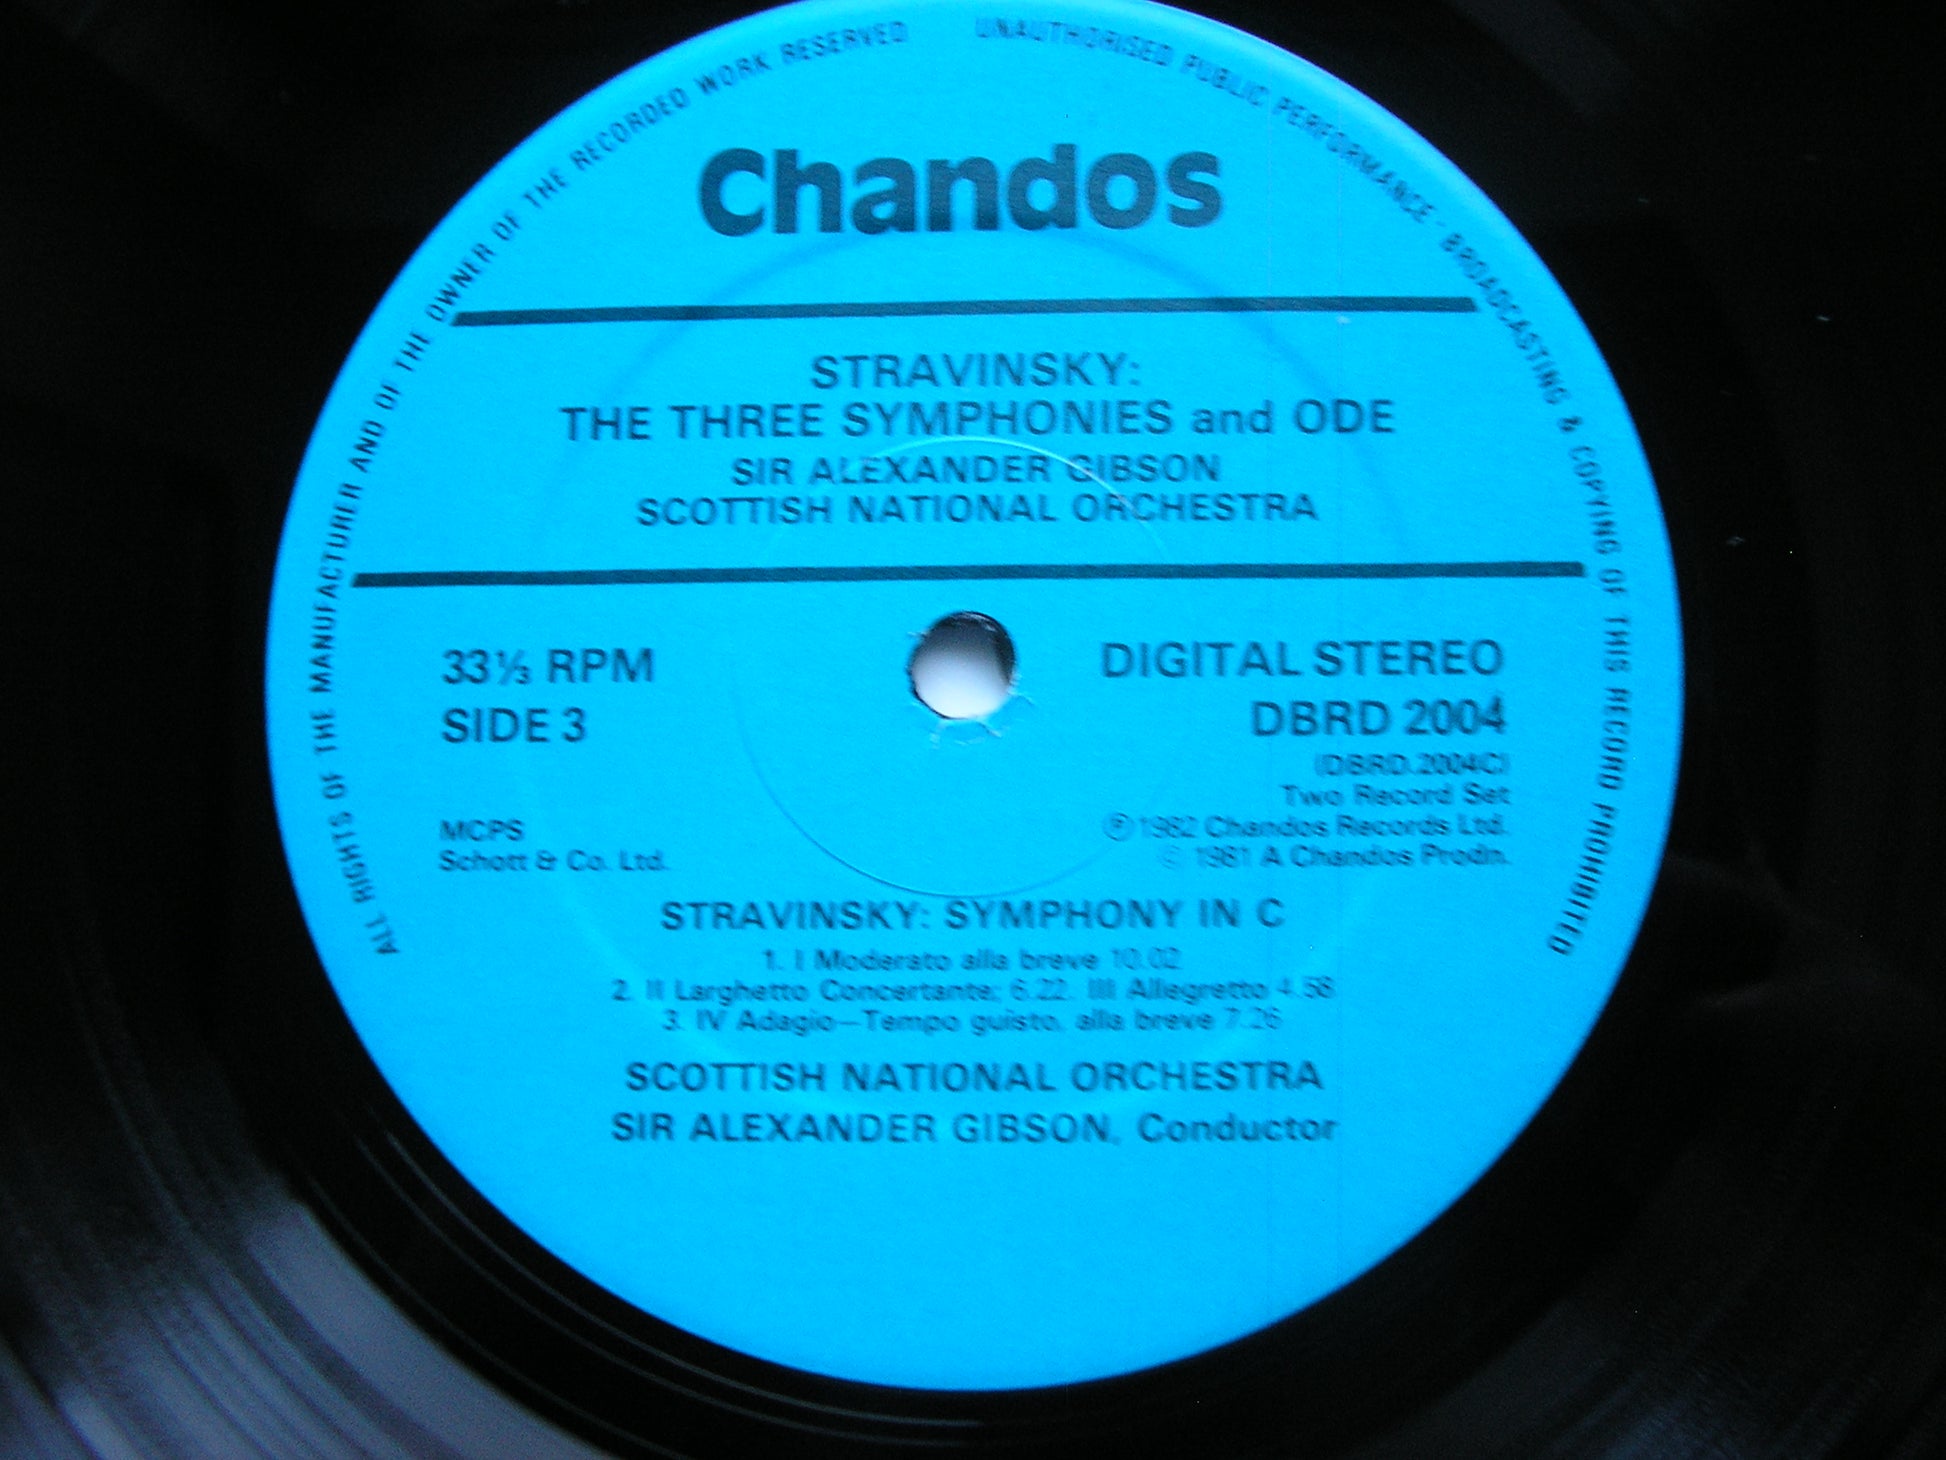 ALL RIGHTS OF THE MANUFACTURER AND OF THE OWNER OF THE RECORDED WORK RESERVED
UNAUTHORISED PUBLIC PERFORMANCE · BROADCASTING & COPYING OF THIS RECORD PROHIBITED
Chandos
STRAVINSKY:
THE THREE SYMPHONIES and ODE
SIR ALEXANDER GIBSON
SCOTTISH NATIONAL ORCHESTRA
33⅓ RPM
SIDE 3
MCPS
Schott & Co. Ltd.
DIGITAL STEREO
DBRD 2004
(DBRD.2004C)
Two Record Set
℗ 1982 Chandos Records Ltd.
© 1981 A Chandos Prodn.
STRAVINSKY: SYMPHONY IN C
1. I Moderato alla breve 10.02
2. II Larghetto Concertante; 6.22. III Allegretto 4.58
3. IV Adagio—Tempo guisto, alla breve 7.26
SCOTTISH NATIONAL ORCHESTRA
SIR ALEXANDER GIBSON, Conductor